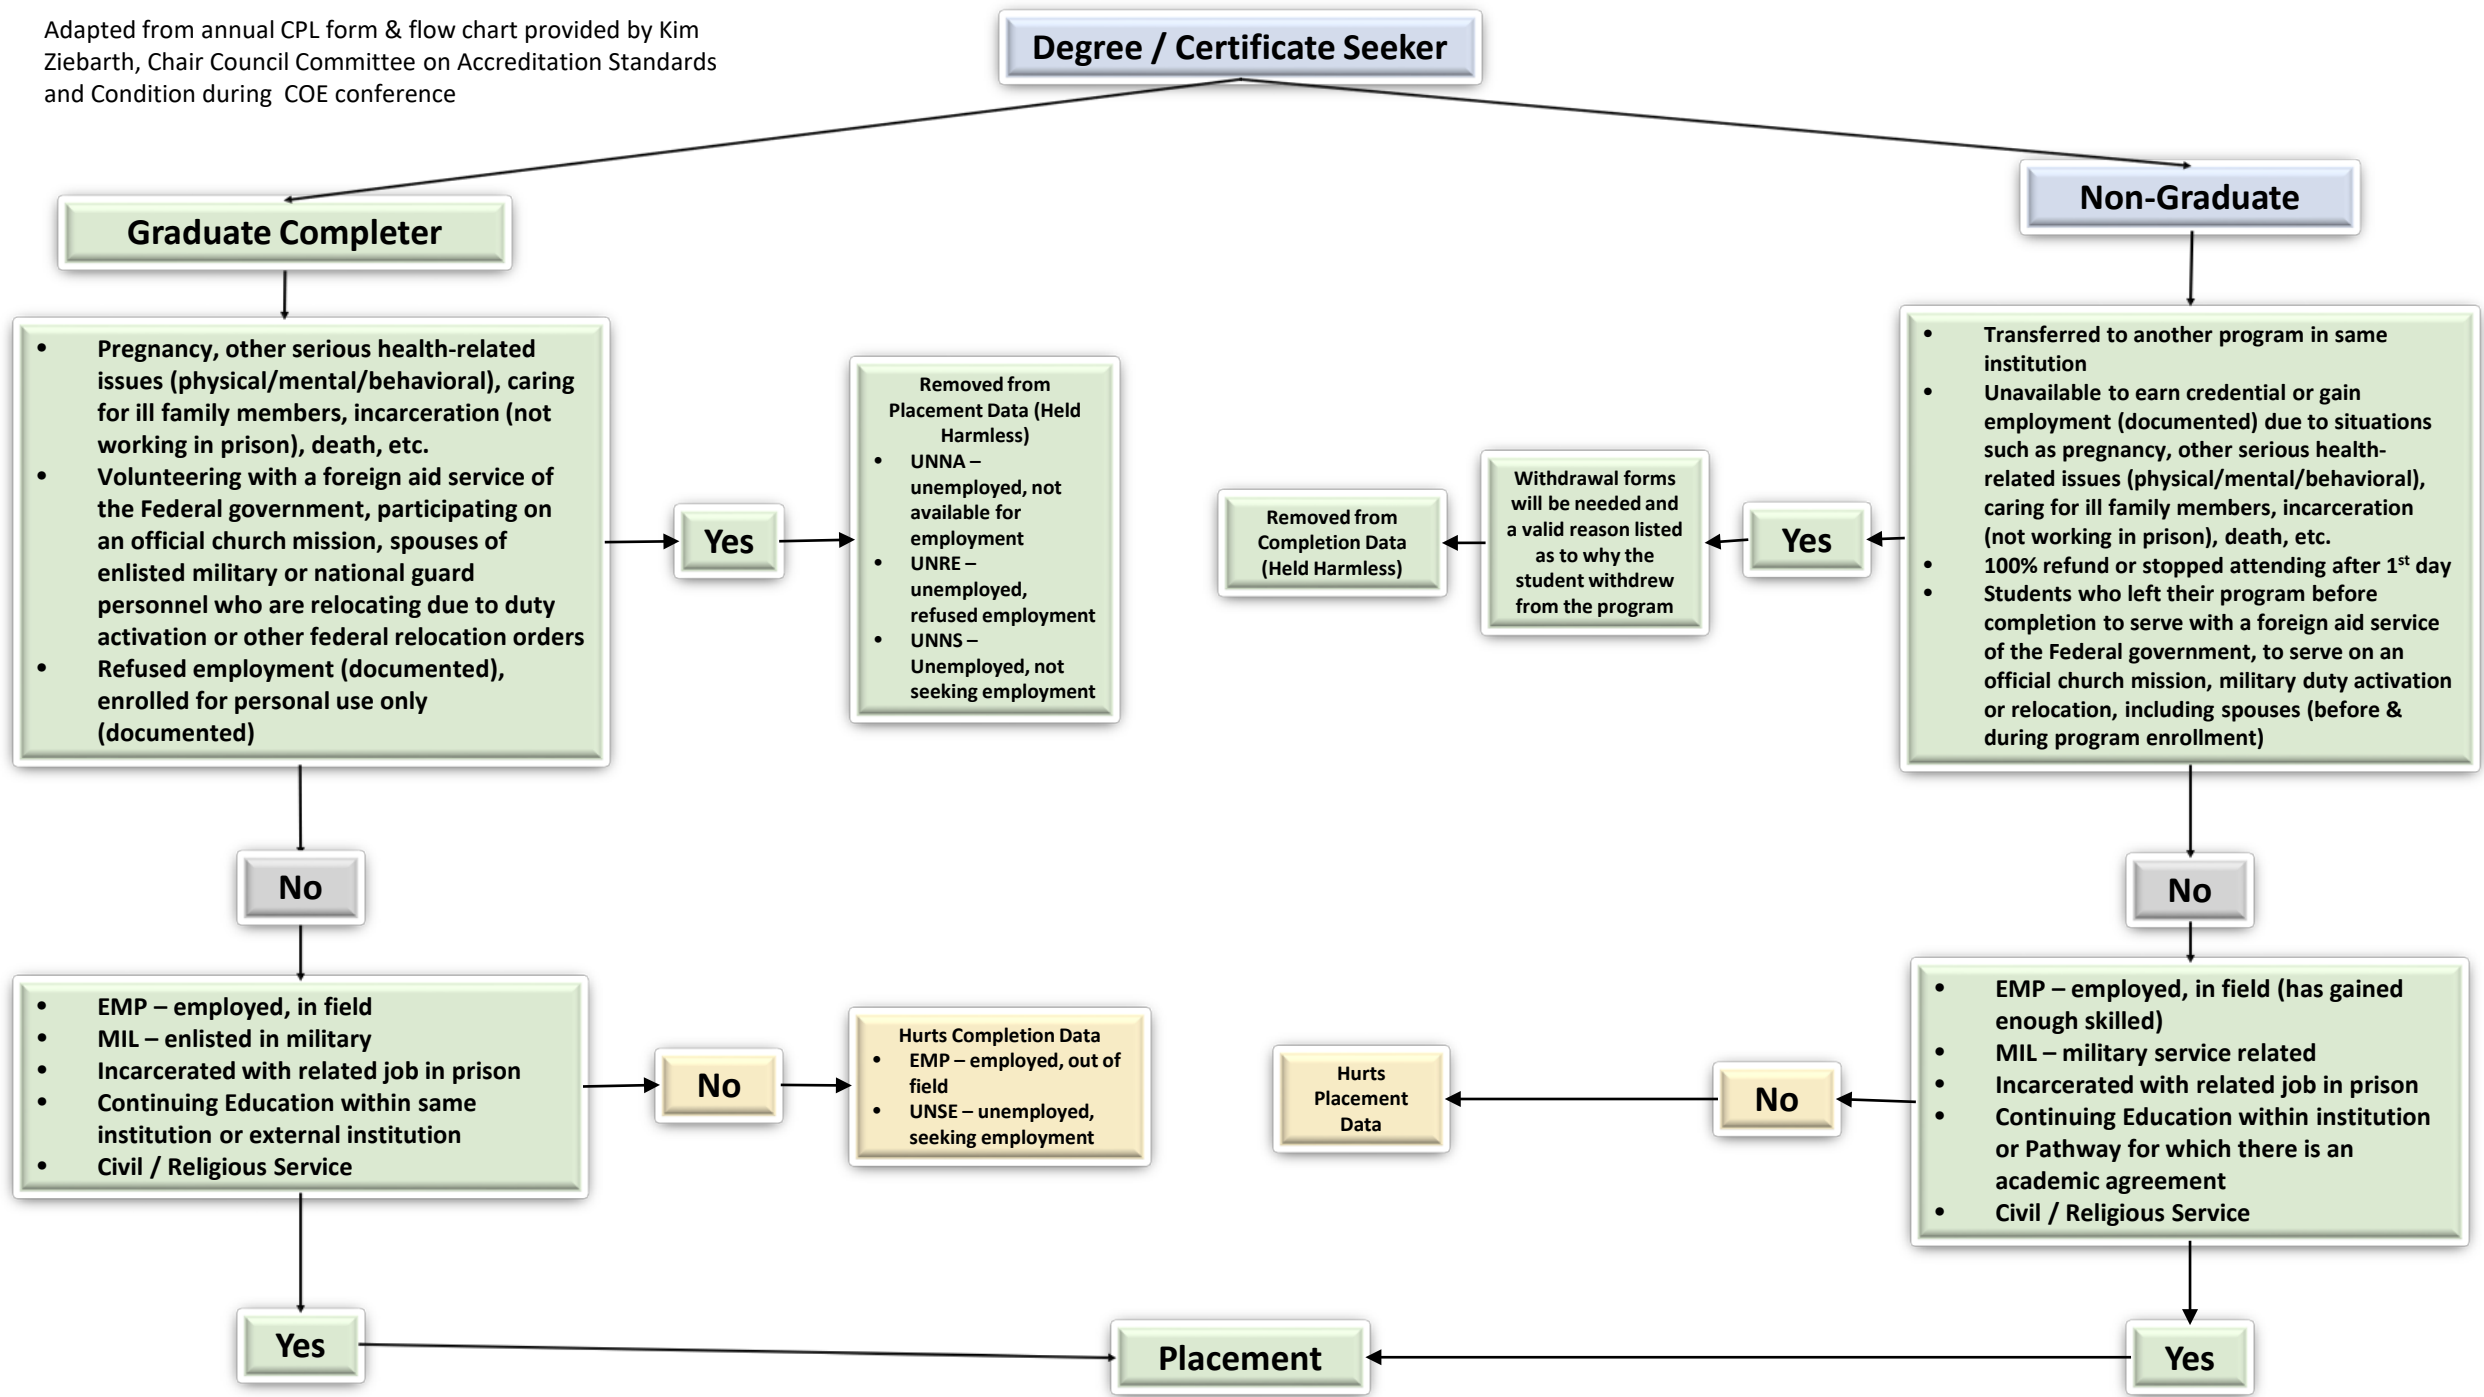 Adapted from annual CPL form & flow chart provided by Kim
Ziebarth, Chair Council Committee on Accreditation Standards
and Condition during  COE conference
Degree / Certificate Seeker
Graduate Completer
Non-Graduate
• Pregnancy, other serious health-related
issues (physical/mental/behavioral), caring
for ill family members, incarceration (not
working in prison), death, etc.
• Volunteering with a foreign aid service of
the Federal government, participating on
an official church mission, spouses of
enlisted military or national guard
personnel who are relocating due to duty
activation or other federal relocation orders
• Refused employment (documented),
enrolled for personal use only
(documented)
Yes
Removed from
Placement Data (Held
Harmless)
• UNNA –
unemployed, not
available for
employment
• UNRE –
unemployed,
refused employment
• UNNS –
Unemployed, not
seeking employment
Removed from
Completion Data
(Held Harmless)
Withdrawal forms
will be needed and
a valid reason listed
as to why the
student withdrew
from the program
Yes
• Transferred to another program in same
institution
• Unavailable to earn credential or gain
employment (documented) due to situations
such as pregnancy, other serious health-
related issues (physical/mental/behavioral),
caring for ill family members, incarceration
(not working in prison), death, etc.
• 100% refund or stopped attending after 1st day
• Students who left their program before
completion to serve with a foreign aid service
of the Federal government, to serve on an
official church mission, military duty activation
or relocation, including spouses (before &
during program enrollment)
No
No
• EMP – employed, in field
• MIL – enlisted in military
• Incarcerated with related job in prison
• Continuing Education within same
institution or external institution
• Civil / Religious Service
No
Hurts Completion Data
• EMP – employed, out of
field
• UNSE – unemployed,
seeking employment
Hurts
Placement
Data
No
• EMP – employed, in field (has gained
enough skilled)
• MIL – military service related
• Incarcerated with related job in prison
• Continuing Education within institution
or Pathway for which there is an
academic agreement
• Civil / Religious Service
Yes
Placement
Yes